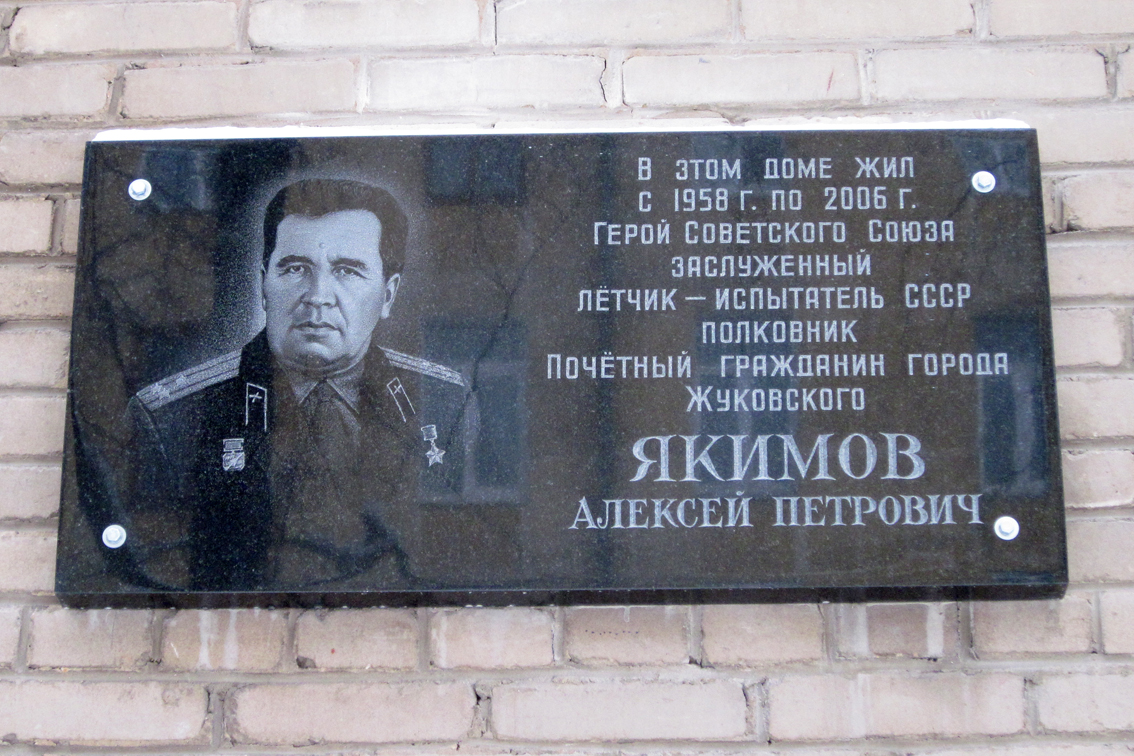 В ЭТОМ ДОМЕ ЖИЛ
С 1958 Г. ПО 2006 Г.
ГЕРОЙ СОВЕТСКОГО СОЮЗА
ЗАСЛУЖЕННЫЙ
ЛЁТЧИК – ИСПЫТАТЕЛЬ СССР
ПОЛКОВНИК
ПОЧЁТНЫЙ ГРАЖДАНИН ГОРОДА
ЖУКОВСКОГО
ЯКИМОВ
АЛЕКСЕЙ ПЕТРОВИЧ